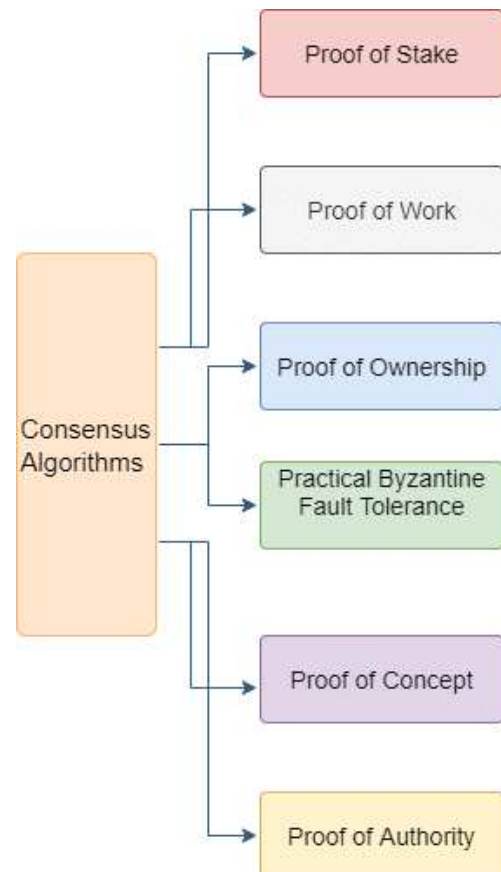 Proof of Stake
Proof of Work
Proof of Ownership
Consensus
Algorithms
Practical Byzantine
Fault Tolerance
Proof of Concept
Proof of Authority